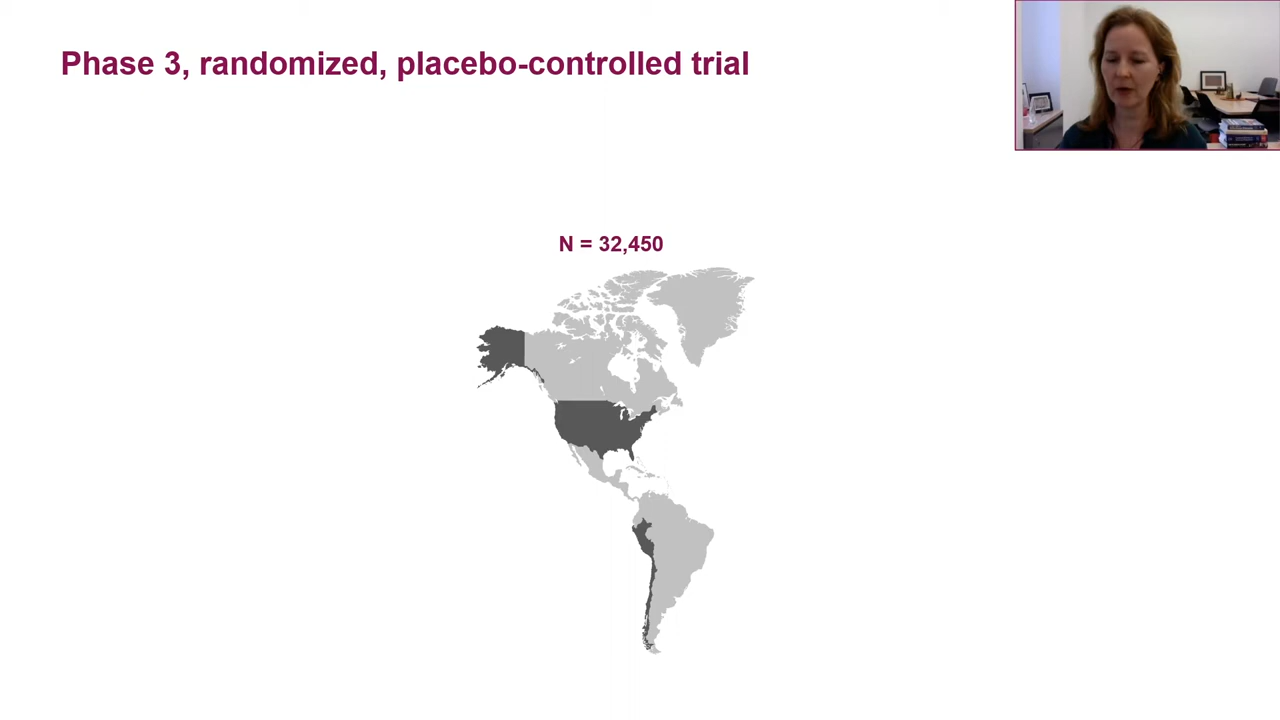 Phase 3, randomized, placebo-controlled trial
N = 32,450